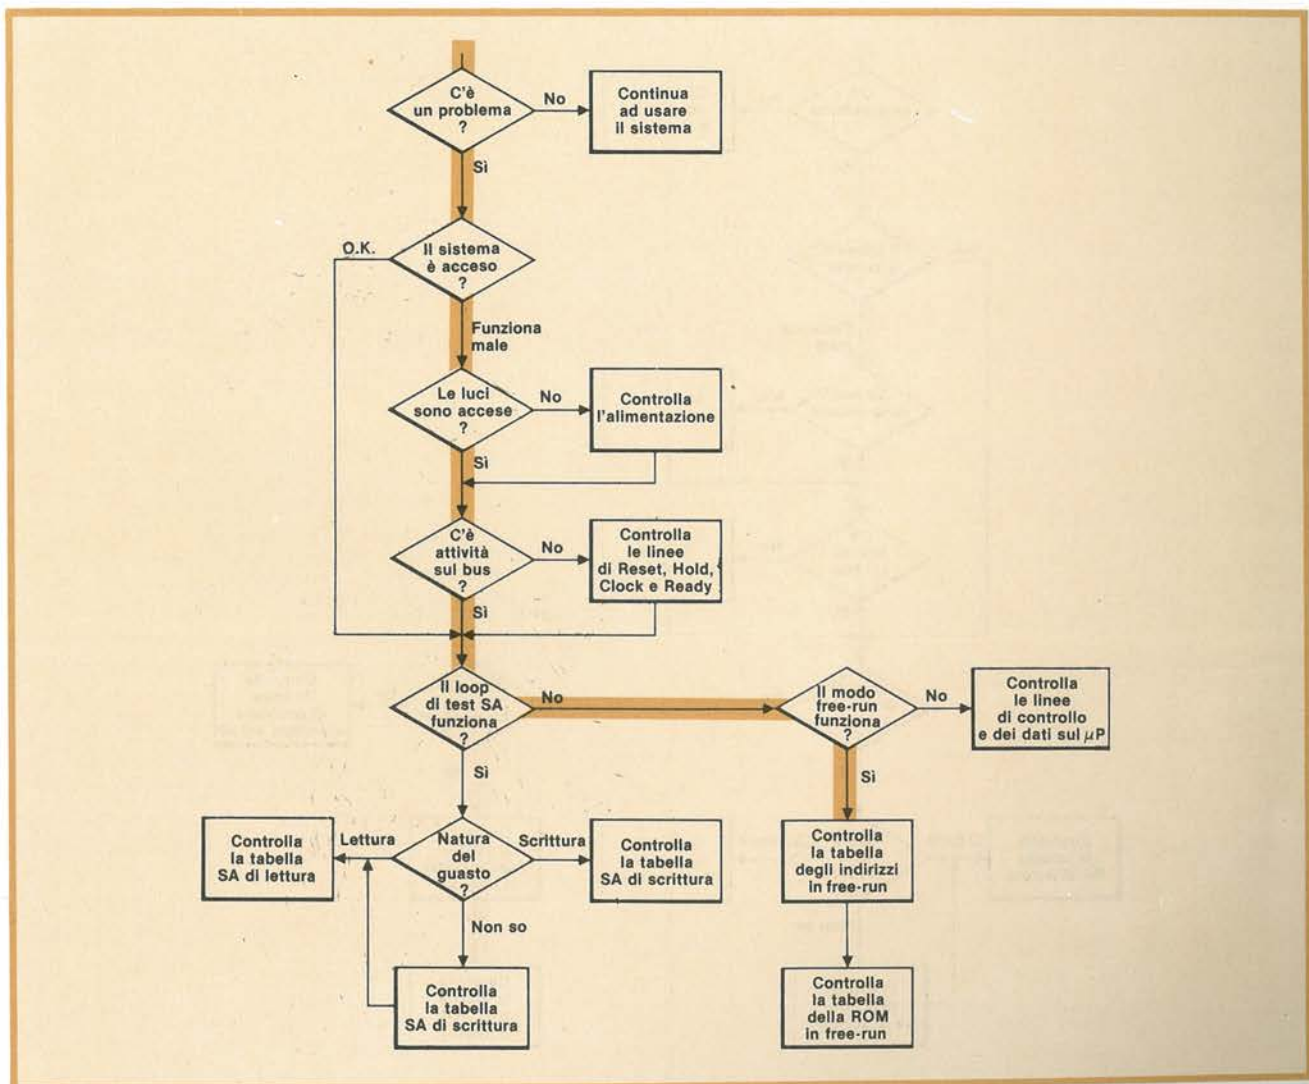 C'è
un problema
?
No
Continua
ad usare
il sistema
Sì
O.K.
Il sistema
è acceso
?
Funziona
male
Le luci
sono accese
?
No
Controlla
l'alimentazione
Sì
C'è
attività
sul bus
?
No
Controlla
le linee
di Reset, Hold,
Clock e Ready
Sì
Il loop
di test SA
funziona
?
No
Il modo
free-run
funziona
?
No
Controlla
le linee
di controllo
e dei dati sul μP
Sì
Sì
Controlla
la tabella
SA di lettura
Lettura
Natura
del
guasto
?
Scrittura
Controlla
la tabella
SA di scrittura
Controlla
la tabella
degli indirizzi
in free-run
Non so
Controlla
la tabella
SA di scrittura
Controlla
la tabella
della ROM
in free-run